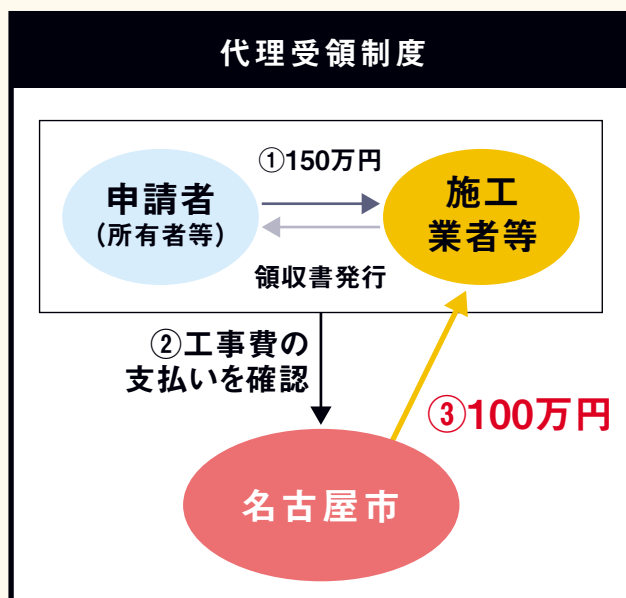 代理受領制度
①150万円
申請者
(所有者等)
施工
業者等
領収書発行
②工事費の
支払いを確認
③100万円
名古屋市